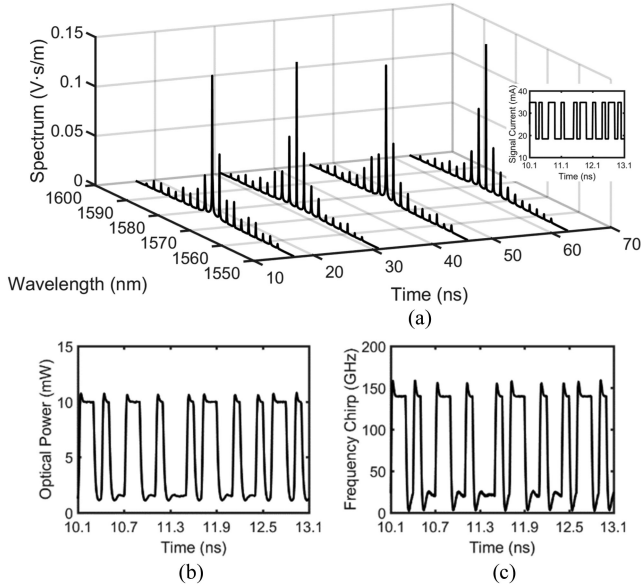 0.15
0.1
0.05
0
Spectrum (V·s/m)
40
30
20
10
Signal Current (mA)
10.1 11.1 12.1 13.1
Time (ns)
1600
1590
1580
1570
1560
1550
Wavelength (nm)
10 20 30 40 50 60 70
Time (ns)
(a)
15
10
5
0
Optical Power (mW)
10.1 10.7 11.3 11.9 12.5 13.1
Time (ns)
(b)
200
150
100
50
0
Frequency Chirp (GHz)
10.1 10.7 11.3 11.9 12.5 13.1
Time (ns)
(c)